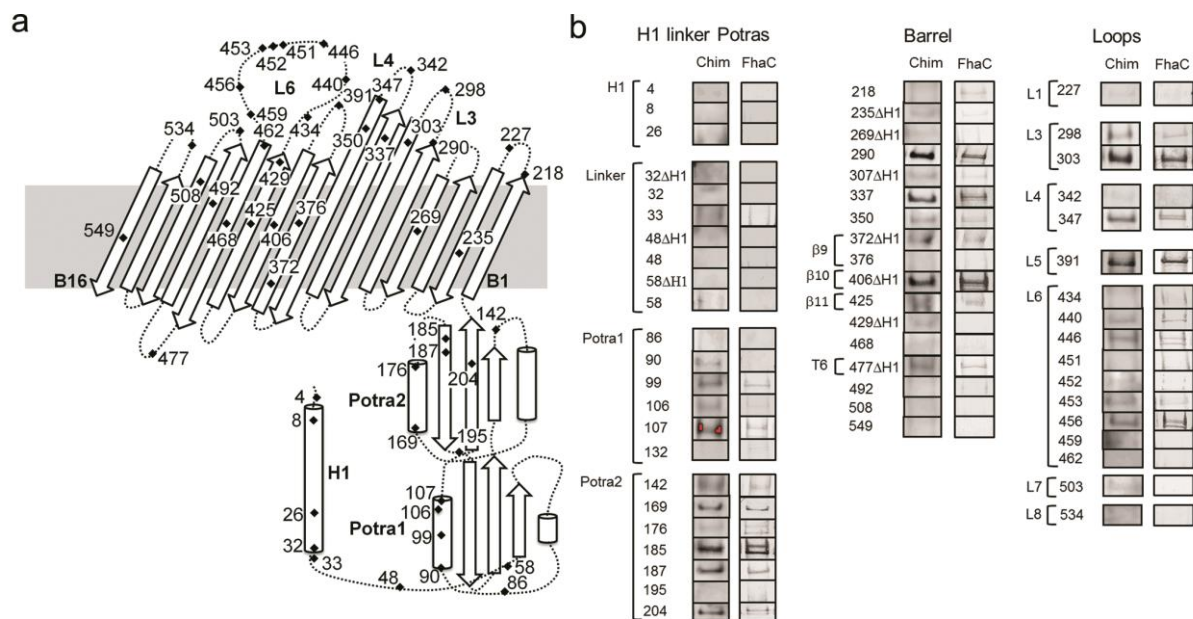 a
453
452
451
446
L4
342
456
L6
440
391
347
298
534
503
459
462
434
350
303
L3
337
290
227
508
492
429
218
425
376
269
549
468
406
235
372
B16
B1
477
185
142
187
176
204
4
Potra2
8
169
195
H1
107
106
26
Potra1
99
32
33
90
58
48
86
b
H1 linker Potras
Chim FhaC
H1
4
8
26
Linker
32ΔH1
32
33
48ΔH1
48
58ΔH1
58
Potra1
86
90
99
106
107
132
Potra2
142
169
176
185
187
195
204
Barrel
Chim FhaC
218
235ΔH1
269ΔH1
290
307ΔH1
337
350
β9
372ΔH1
376
β10
406ΔH1
β11
425
429ΔH1
468
T6
477ΔH1
492
508
549
Loops
Chim FhaC
L1
227
L3
298
303
L4
342
347
L5
391
L6
434
440
446
451
452
453
456
459
462
L7
503
L8
534